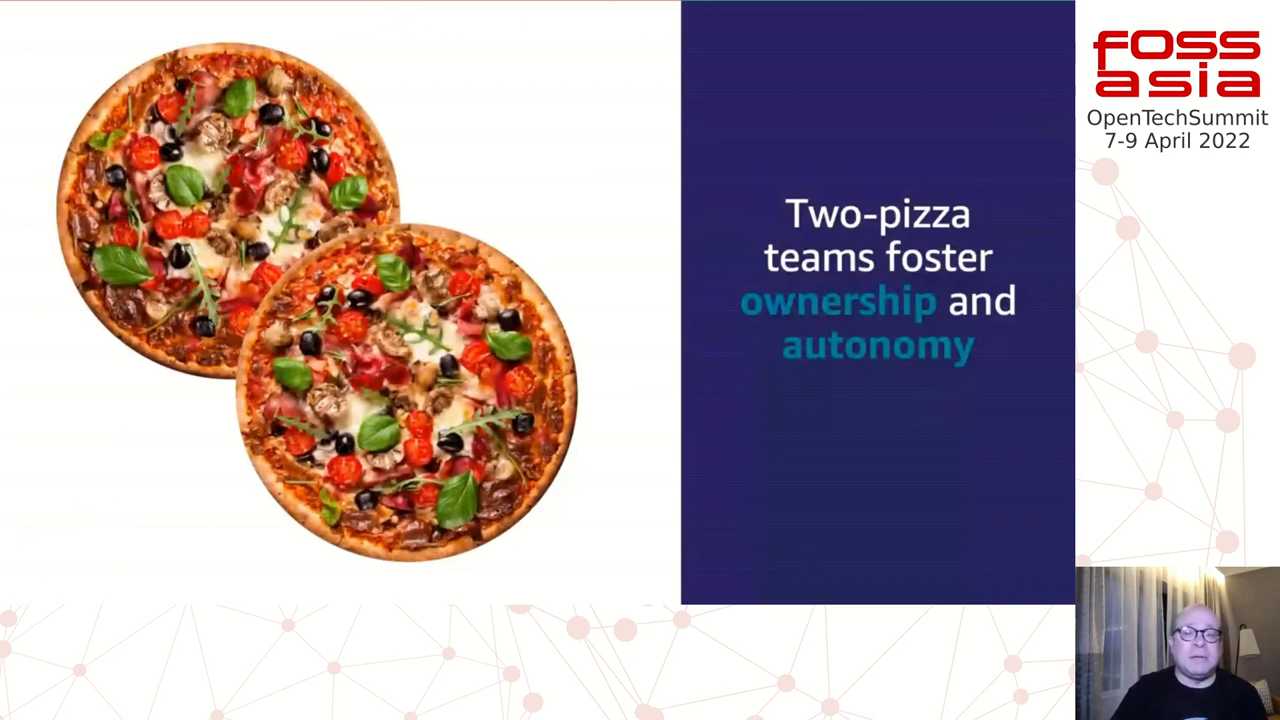 Two-pizza
teams foster
ownership and
autonomy
fOSS
asia
OpenTechSummit
7-9 April 2022